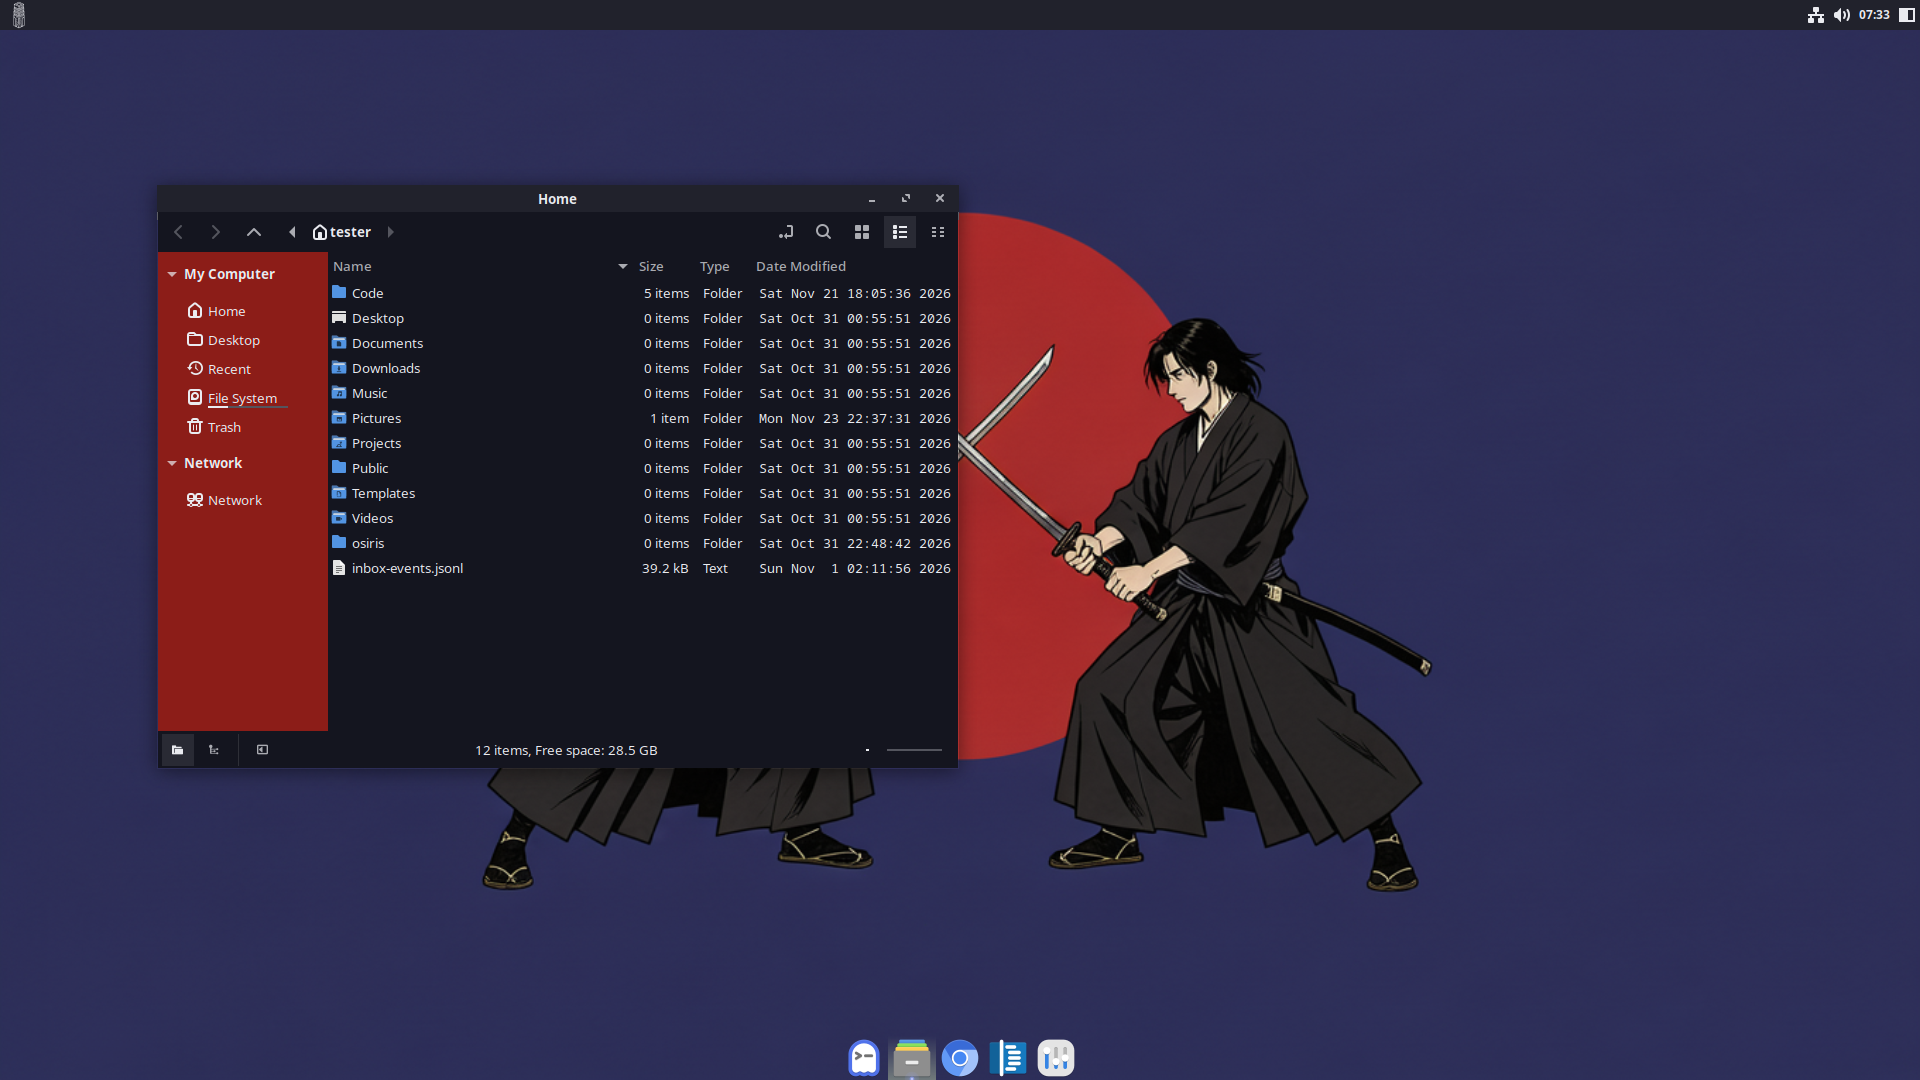 07:33
Home
tester
My Computer
Home
Desktop
Recent
File System
Trash
Network
Network
Name Size Type Date Modified
Code 5 items Folder Sat Nov 21 18:05:36 2026
Desktop 0 items Folder Sat Oct 31 00:55:51 2026
Documents 0 items Folder Sat Oct 31 00:55:51 2026
Downloads 0 items Folder Sat Oct 31 00:55:51 2026
Music 0 items Folder Sat Oct 31 00:55:51 2026
Pictures 1 item Folder Mon Nov 23 22:37:31 2026
Projects 0 items Folder Sat Oct 31 00:55:51 2026
Public 0 items Folder Sat Oct 31 00:55:51 2026
Templates 0 items Folder Sat Oct 31 00:55:51 2026
Videos 0 items Folder Sat Oct 31 00:55:51 2026
osiris 0 items Folder Sat Oct 31 22:48:42 2026
inbox-events.jsonl 39.2 kB Text Sun Nov 1 02:11:56 2026
12 items, Free space: 28.5 GB